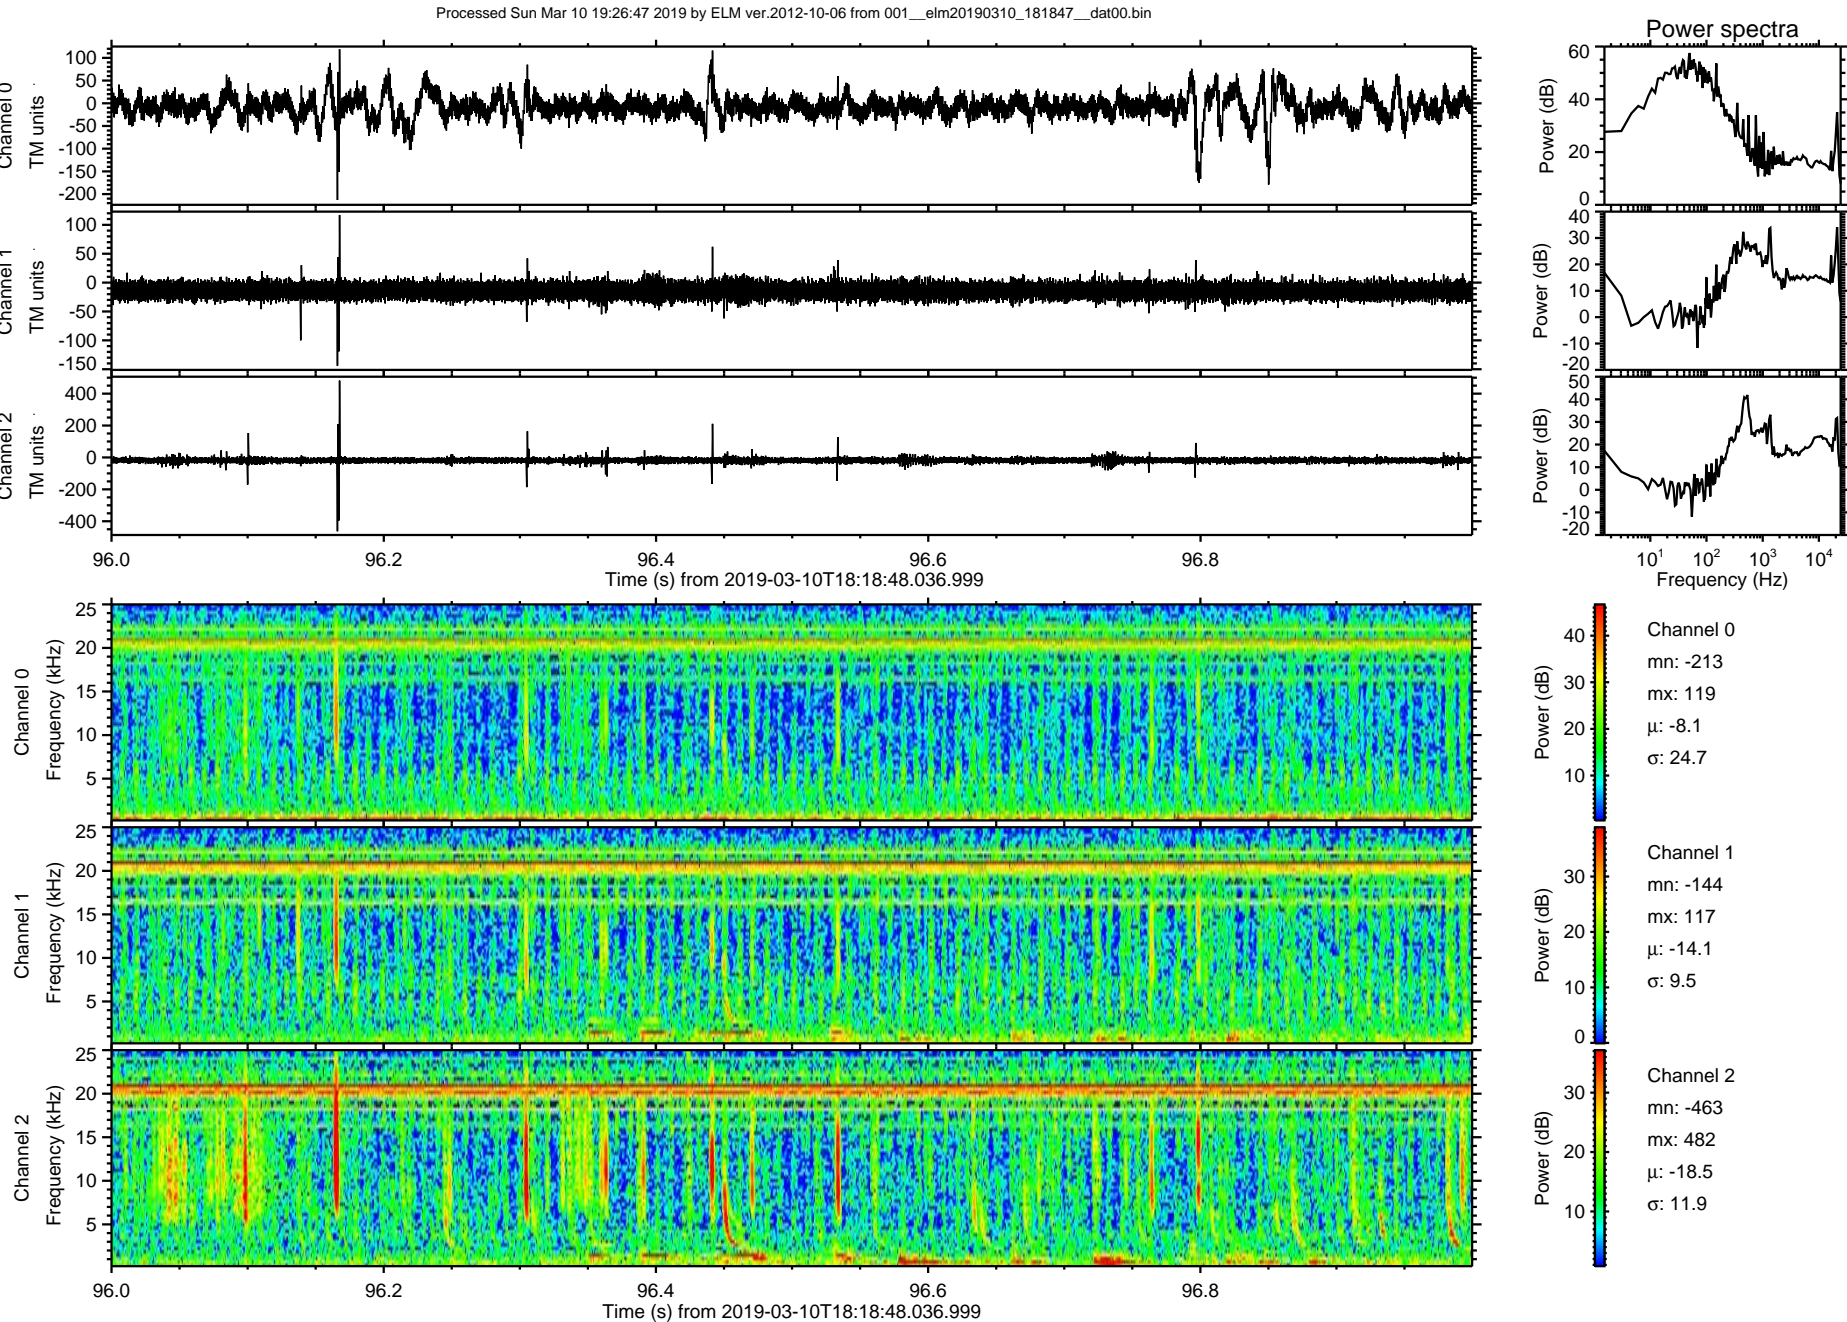 Processed Sun Mar 10 19:26:47 2019 by ELM ver.2012-10-06 from 001__elm20190310_181847__dat00.bin
Power spectra
Channel 0
TM units
100
50
0
-50
-100
-150
-200
Power (dB)
60
40
20
0
Channel 1
TM units
100
50
0
-50
-100
-150
Power (dB)
40
30
20
10
0
-10
-20
Channel 2
TM units
400
200
0
-200
-400
Power (dB)
50
40
30
20
10
0
-10
-20
96.0 96.2 96.4 96.6 96.8
Time (s) from 2019-03-10T18:18:48.036.999
10^1 10^2 10^3 10^4
Frequency (Hz)
Channel 0
Frequency (kHz)
25
20
15
10
5
Power (dB)
40
30
20
10
Channel 0
mn: -213
mx: 119
μ: -8.1
σ: 24.7
Channel 1
Frequency (kHz)
25
20
15
10
5
Power (dB)
30
20
10
0
Channel 1
mn: -144
mx: 117
μ: -14.1
σ: 9.5
Channel 2
Frequency (kHz)
25
20
15
10
5
Power (dB)
30
20
10
Channel 2
mn: -463
mx: 482
μ: -18.5
σ: 11.9
96.0 96.2 96.4 96.6 96.8
Time (s) from 2019-03-10T18:18:48.036.999